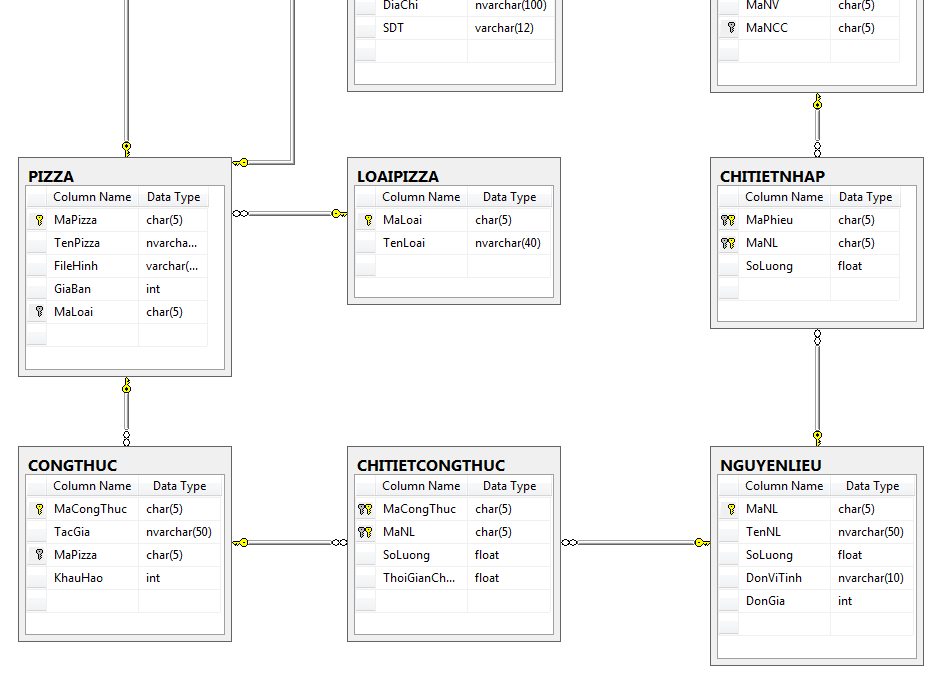 DiaChi nvarchar(100)
SDT varchar(12)
MaNV char(5)
MaNCC char(5)
PIZZA
Column Name Data Type
MaPizza char(5)
TenPizza nvarcha...
FileHinh varchar(...
GiaBan int
MaLoai char(5)
LOAIPIZZA
Column Name Data Type
MaLoai char(5)
TenLoai nvarchar(40)
CHITIETNHAP
Column Name Data Type
MaPhieu char(5)
MaNL char(5)
SoLuong float
CONGTHUC
Column Name Data Type
MaCongThuc char(5)
TacGia nvarchar(50)
MaPizza char(5)
KhauHao int
CHITIETCONGTHUC
Column Name Data Type
MaCongThuc char(5)
MaNL char(5)
SoLuong float
ThoiGianCh... float
NGUYENLIEU
Column Name Data Type
MaNL char(5)
TenNL nvarchar(50)
SoLuong float
DonViTinh nvarchar(10)
DonGia int